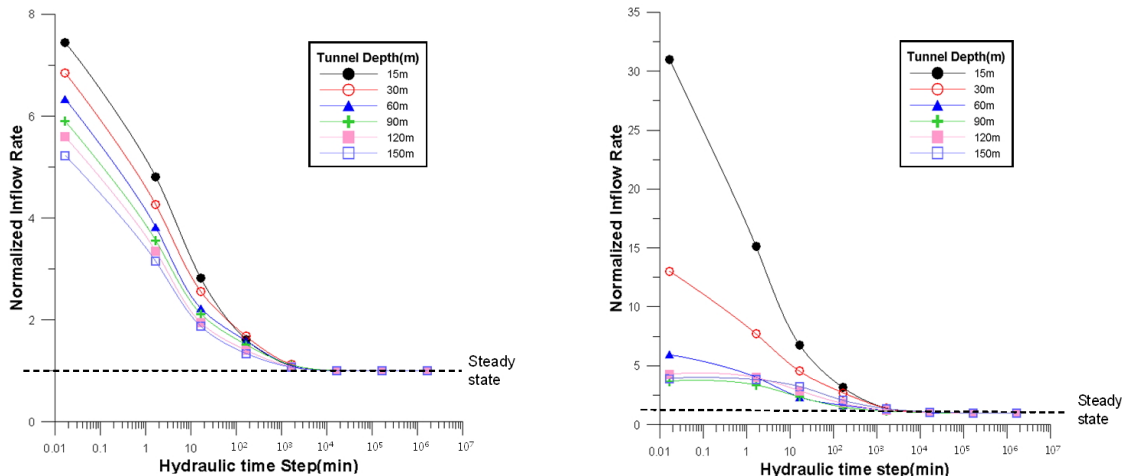 8
6
4
2
0
Normalized Inflow Rate
0.01 0.1 1 10 10² 10³ 10⁴ 10⁵ 10⁶ 10⁷
Hydraulic time Step(min)
Tunnel Depth(m)
15m
30m
60m
90m
120m
150m
Steady
state
35
30
25
20
15
10
5
0
Normalized Inflow Rate
0.01 0.1 1 10 10² 10³ 10⁴ 10⁵ 10⁶ 10⁷
Hydraulic time Step(min)
Tunnel Depth(m)
15m
30m
60m
90m
120m
150m
Steady
state